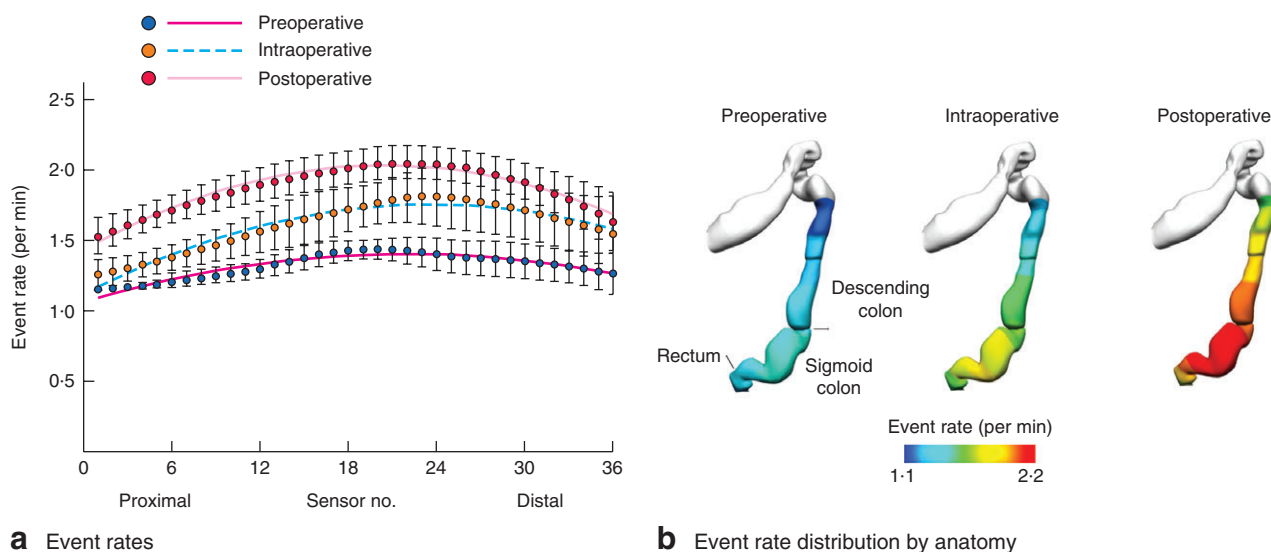 Preoperative
Intraoperative
Postoperative
Event rate (per min)
2·5
2·0
1·5
1·0
0·5
0 6 12 18 24 30 36
Proximal Sensor no. Distal
a Event rates
Preoperative Intraoperative Postoperative
Descending
colon
Rectum
Sigmoid
colon
Event rate (per min)
1·1 2·2
b Event rate distribution by anatomy